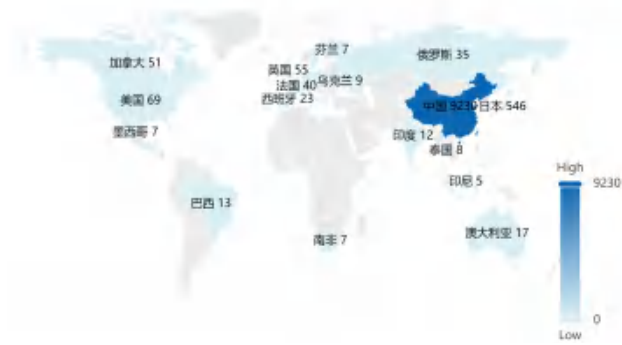 芬兰 7
俄罗斯 35
加拿大 51
英国 55
法国 40
乌克兰 9
美国 69
西班牙 23
中国 9230
日本 546
墨西哥 7
印度 12
泰国 8
High
印尼 5
9230
巴西 13
南非 7
澳大利亚 17
0
Low